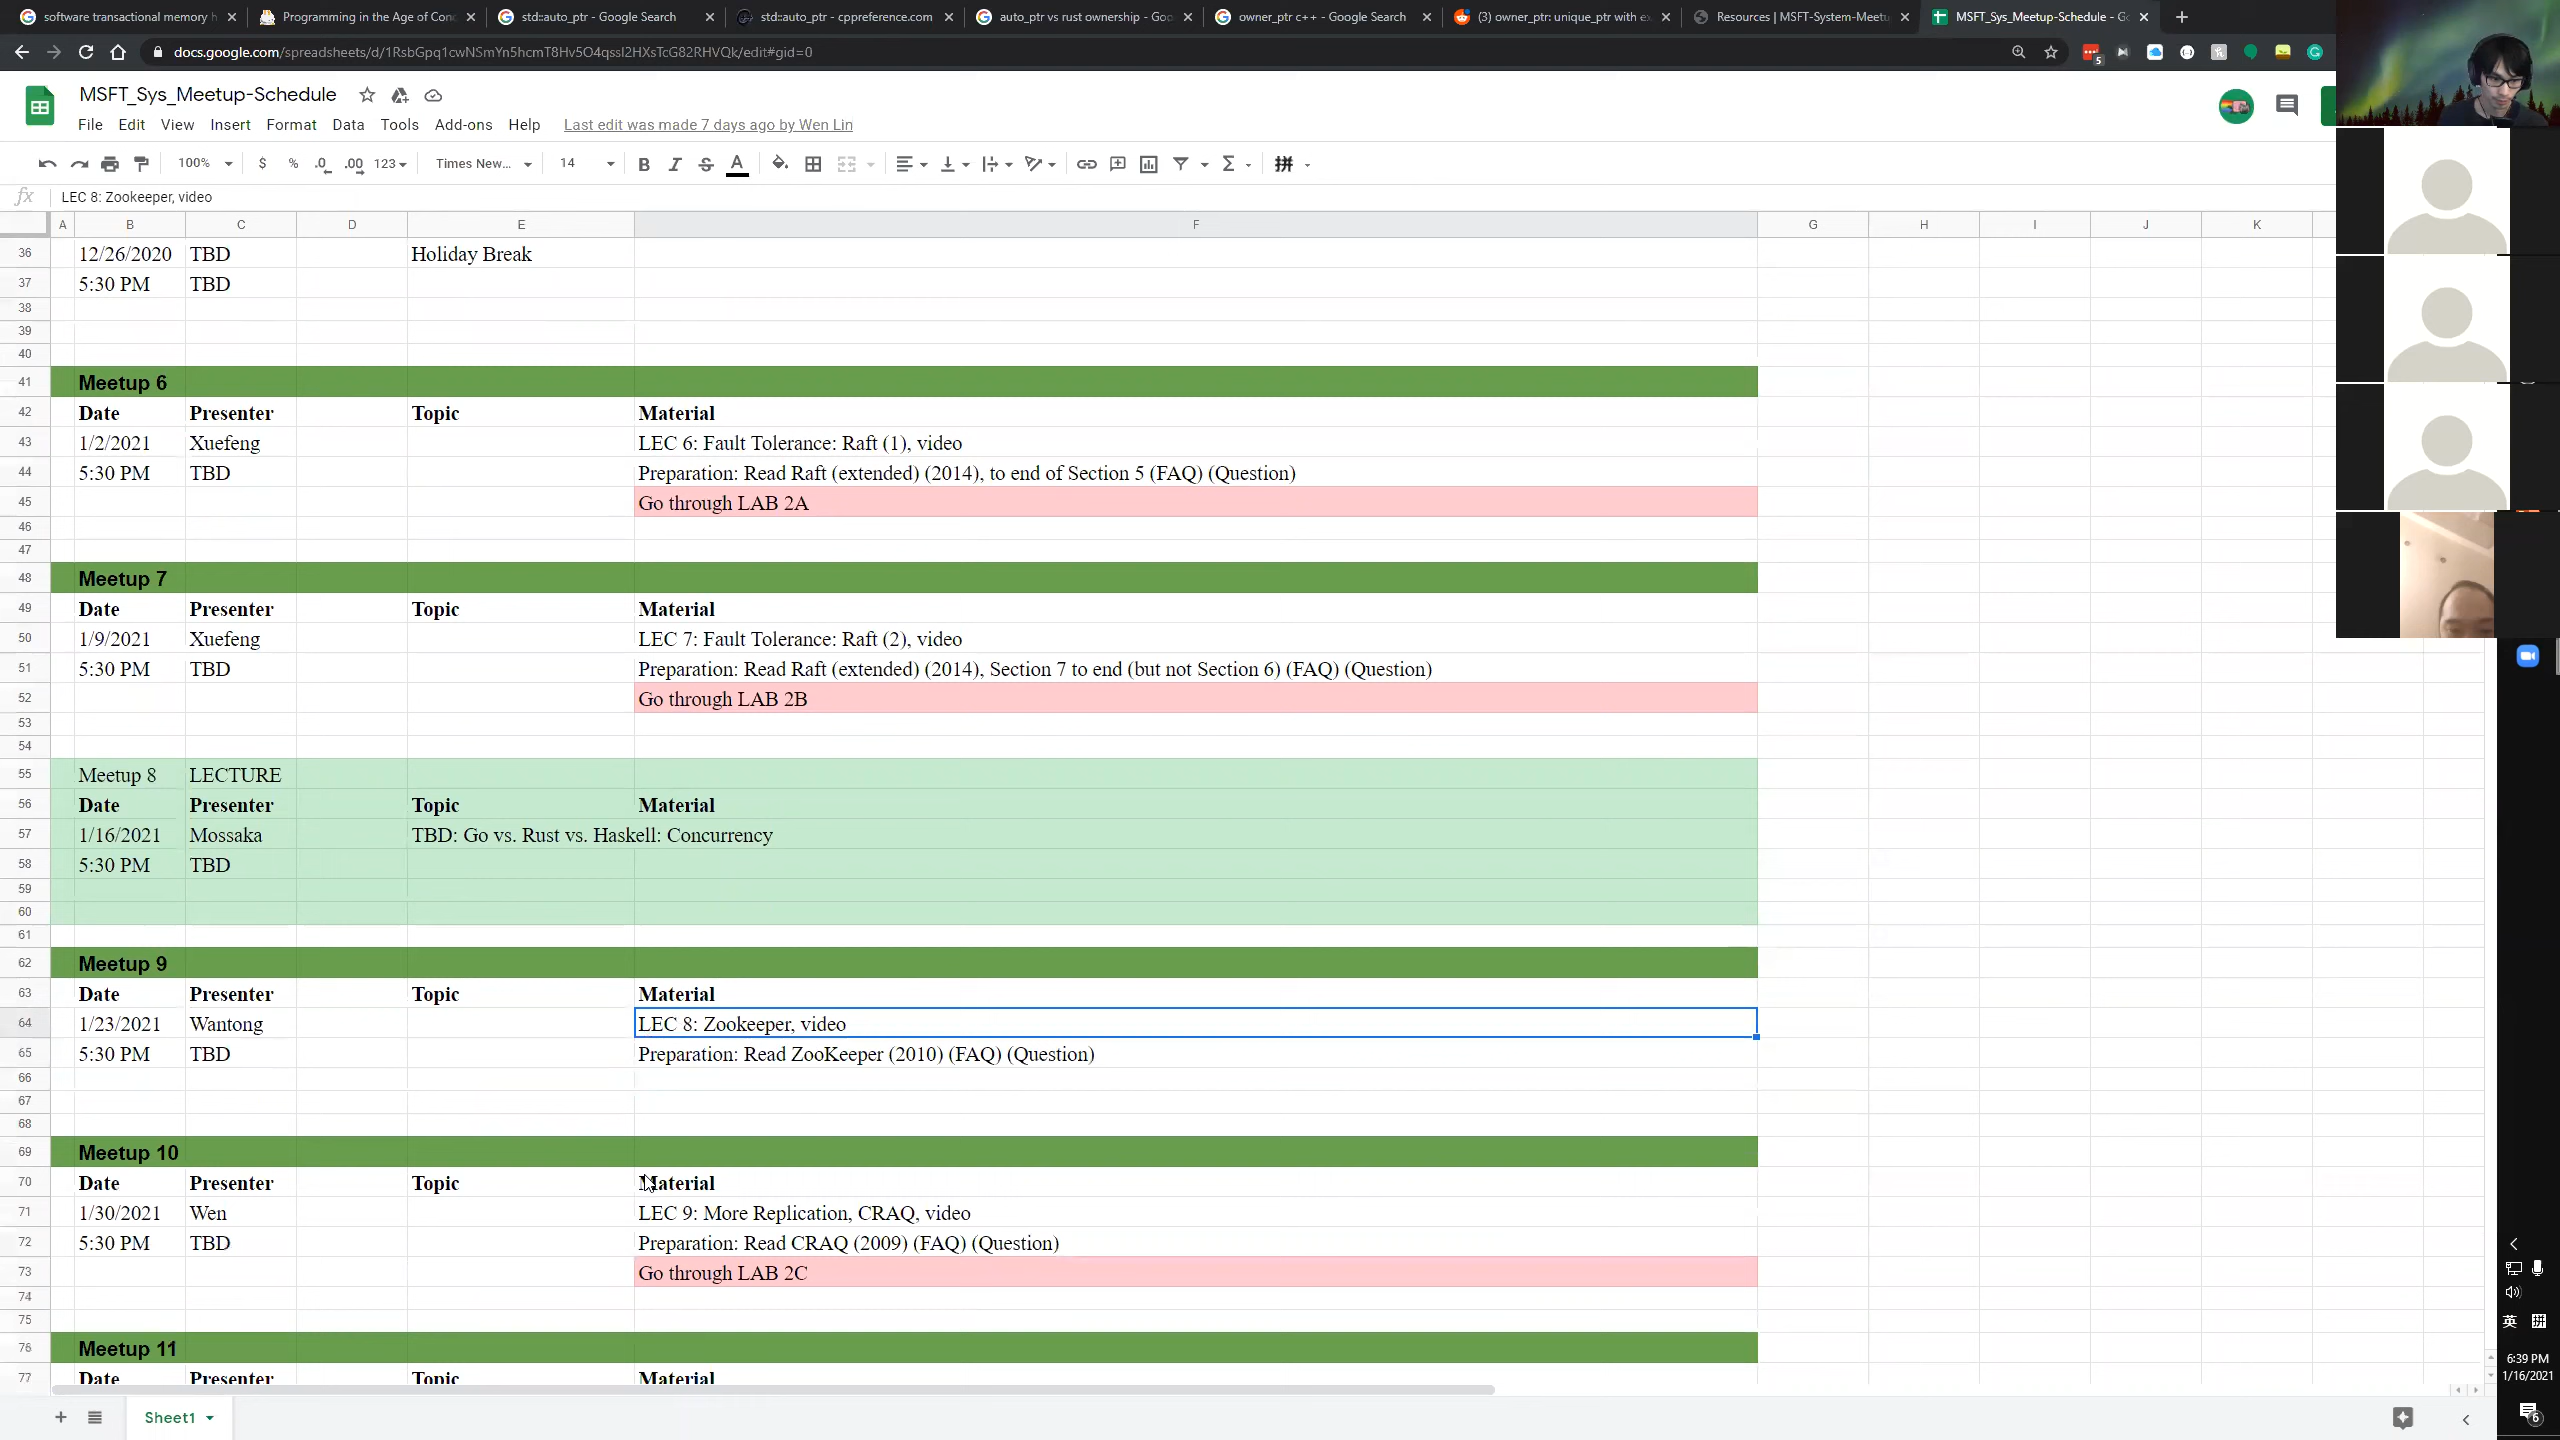 software transactional memory h
Programming in the Age of Conc
std::auto_ptr - Google Search
std::auto_ptr - cppreference.com
auto_ptr vs rust ownership - Goo
owner_ptr c++ - Google Search
(3) owner_ptr: unique_ptr with ex
Resources | MSFT-System-Meetu
MSFT_Sys_Meetup-Schedule - Go
docs.google.com/spreadsheets/d/1RsbGpq1cwNSmYn5hcmT8Hv5O4qssI2HXsTcG82RHVQk/edit#gid=0
5
MSFT_Sys_Meetup-Schedule
File Edit View Insert Format Data Tools Add-ons Help Last edit was made 7 days ago by Wen Lin
100% $ % .0 .00 123 Times New... 14 B I S A Σ 拼
fx LEC 8: Zookeeper, video
A B C D E F G H I J K
36 12/26/2020 TBD Holiday Break
37 5:30 PM TBD
38
39
40
41 Meetup 6
42 Date Presenter Topic Material
43 1/2/2021 Xuefeng LEC 6: Fault Tolerance: Raft (1), video
44 5:30 PM TBD Preparation: Read Raft (extended) (2014), to end of Section 5 (FAQ) (Question)
45 Go through LAB 2A
46
47
48 Meetup 7
49 Date Presenter Topic Material
50 1/9/2021 Xuefeng LEC 7: Fault Tolerance: Raft (2), video
51 5:30 PM TBD Preparation: Read Raft (extended) (2014), Section 7 to end (but not Section 6) (FAQ) (Question)
52 Go through LAB 2B
53
54
55 Meetup 8 LECTURE
56 Date Presenter Topic Material
57 1/16/2021 Mossaka TBD: Go vs. Rust vs. Haskell: Concurrency
58 5:30 PM TBD
59
60
61
62 Meetup 9
63 Date Presenter Topic Material
64 1/23/2021 Wantong LEC 8: Zookeeper, video
65 5:30 PM TBD Preparation: Read ZooKeeper (2010) (FAQ) (Question)
66
67
68
69 Meetup 10
70 Date Presenter Topic Material
71 1/30/2021 Wen LEC 9: More Replication, CRAQ, video
72 5:30 PM TBD Preparation: Read CRAQ (2009) (FAQ) (Question)
73 Go through LAB 2C
74
75
76 Meetup 11
77 Date Presenter Topic Material
Sheet1
英 拼
6:39 PM
1/16/2021
6